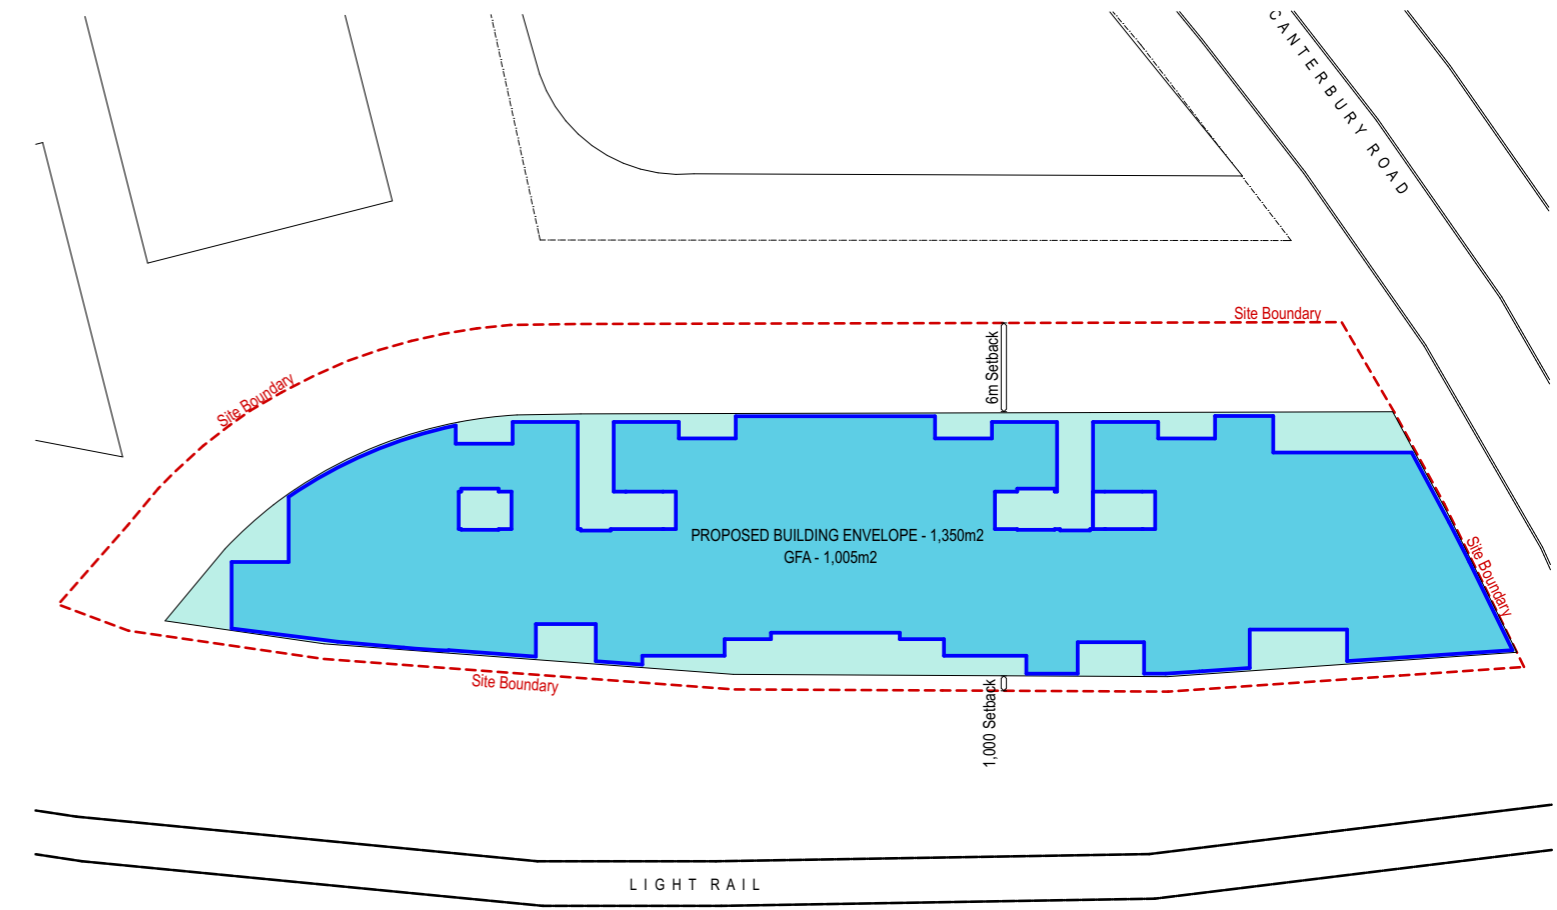 CANTERBURY ROAD
Site Boundary
6m Setback
Site Boundary
PROPOSED BUILDING ENVELOPE - 1,350m2
GFA - 1,005m2
Site Boundary
Site Boundary
1,000 Setback
LIGHT RAIL